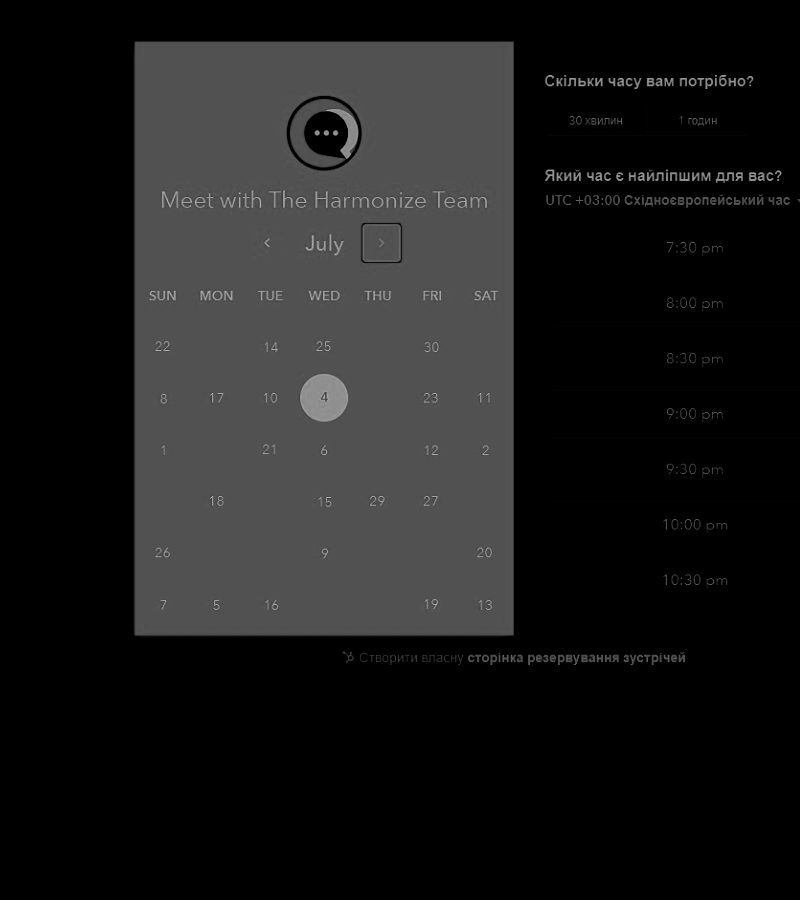 Meet with The Harmonize Team
July
SUN MON TUE WED THU FRI SAT
22 14 25 30
8 17 10 4 23 11
1 21 6 12 2
18 15 29 27
26 9 20
7 5 16 19 13
Скільки часу вам потрібно?
30 хвилин 1 годин
Який час є найліпшим для вас?
UTC +03:00 Східноєвропейський час
7:30 pm
8:00 pm
8:30 pm
9:00 pm
9:30 pm
10:00 pm
10:30 pm
Створити власну сторінка резервування зустрічей